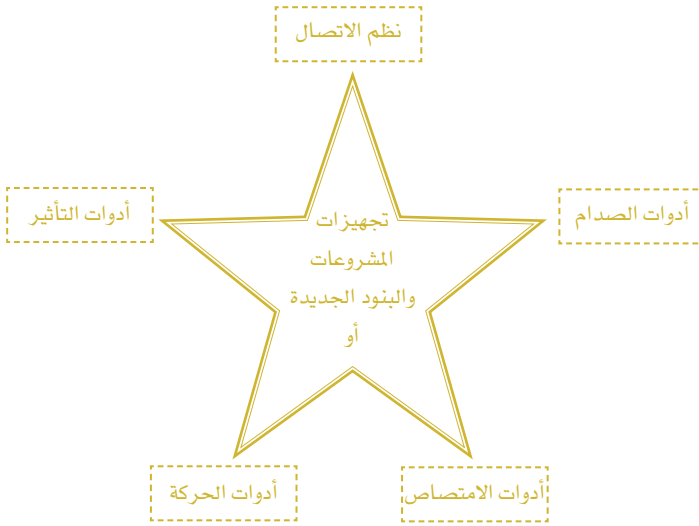 نظم الاتصال
أدوات الصدام
أدوات التأثير
تجهيزات
المشروعات
والبنود الجديدة
أو
أدوات الامتصاص
أدوات الحركة